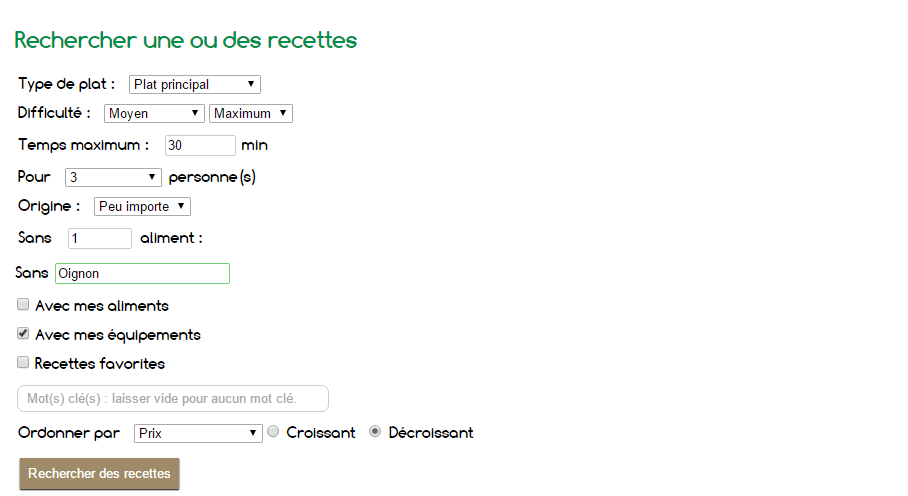 Rechercher une ou des recettes
Type de plat : Plat principal
Difficulté : Moyen Maximum
Temps maximum : 30 min
Pour 3 personne(s)
Origine : Peu importe
Sans 1 aliment :
Sans Oignon
Avec mes aliments
Avec mes équipements
Recettes favorites
Mot(s) clé(s) : laisser vide pour aucun mot clé.
Ordonner par Prix Croissant Décroissant
Rechercher des recettes